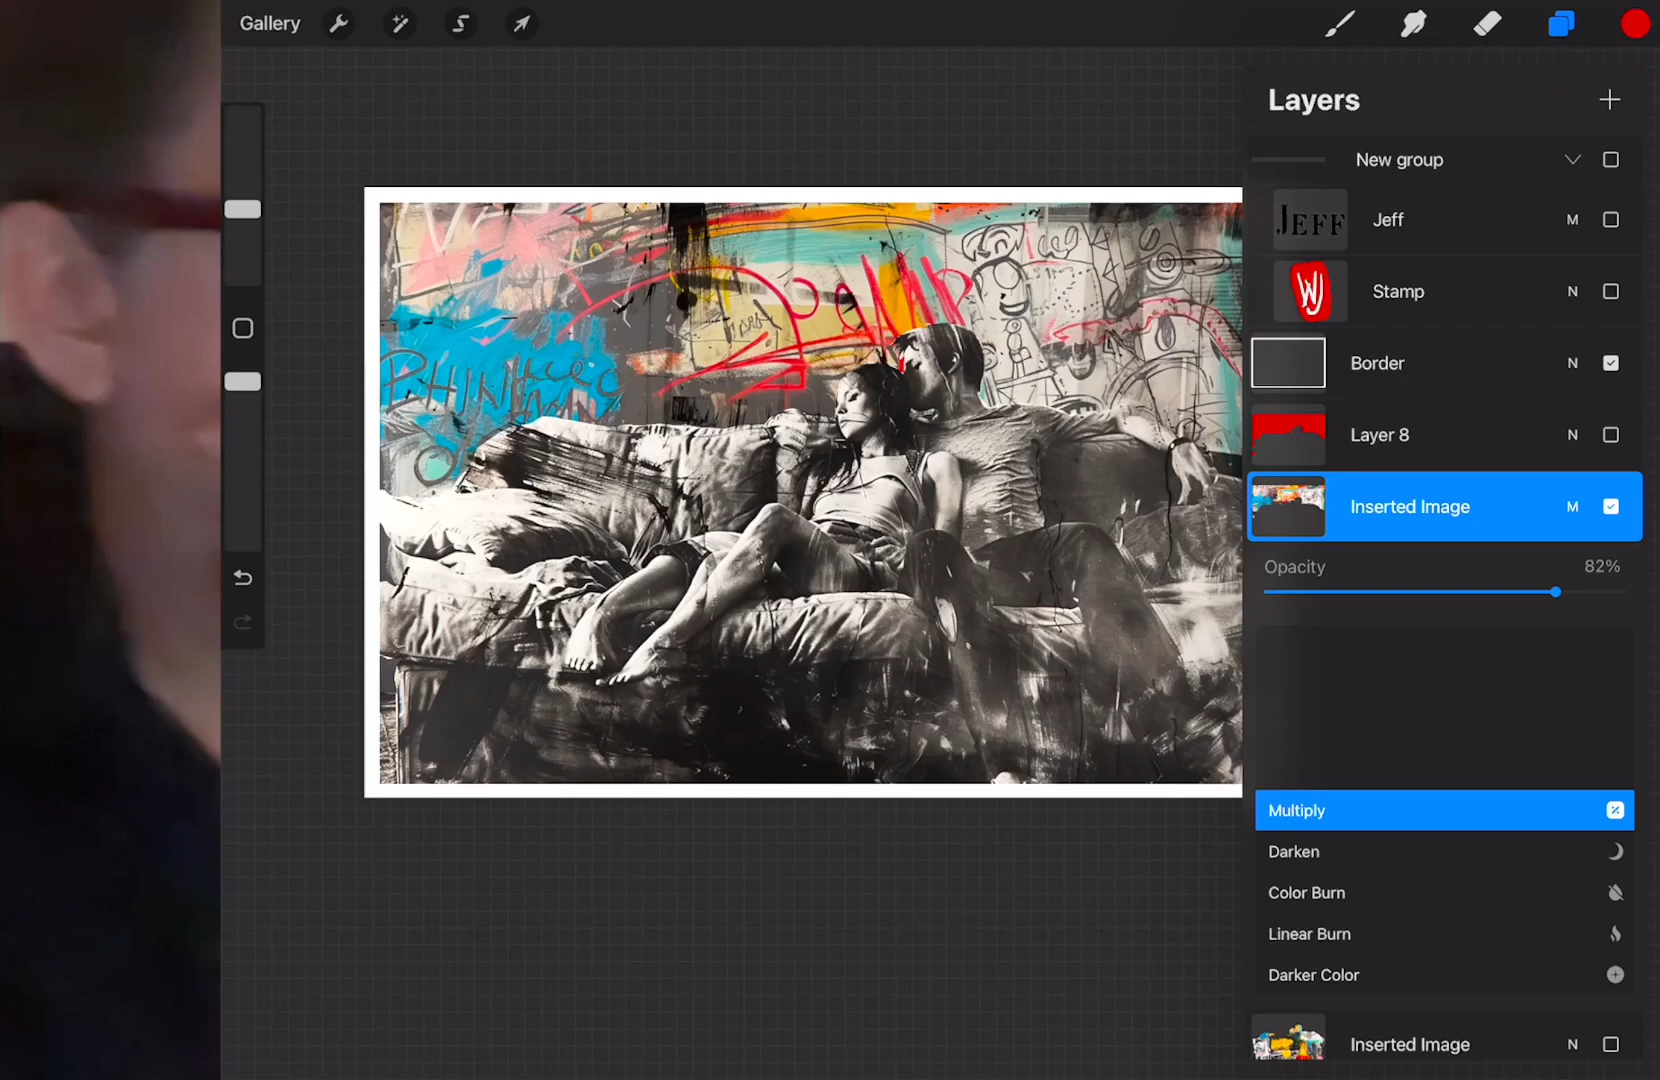 Gallery
Layers
New group
JEFF
Jeff
M
WJ
Stamp
N
Border
N
Layer 8
N
Inserted Image
M
Opacity
82%
Multiply
Darken
Color Burn
Linear Burn
Darker Color
Inserted Image
N